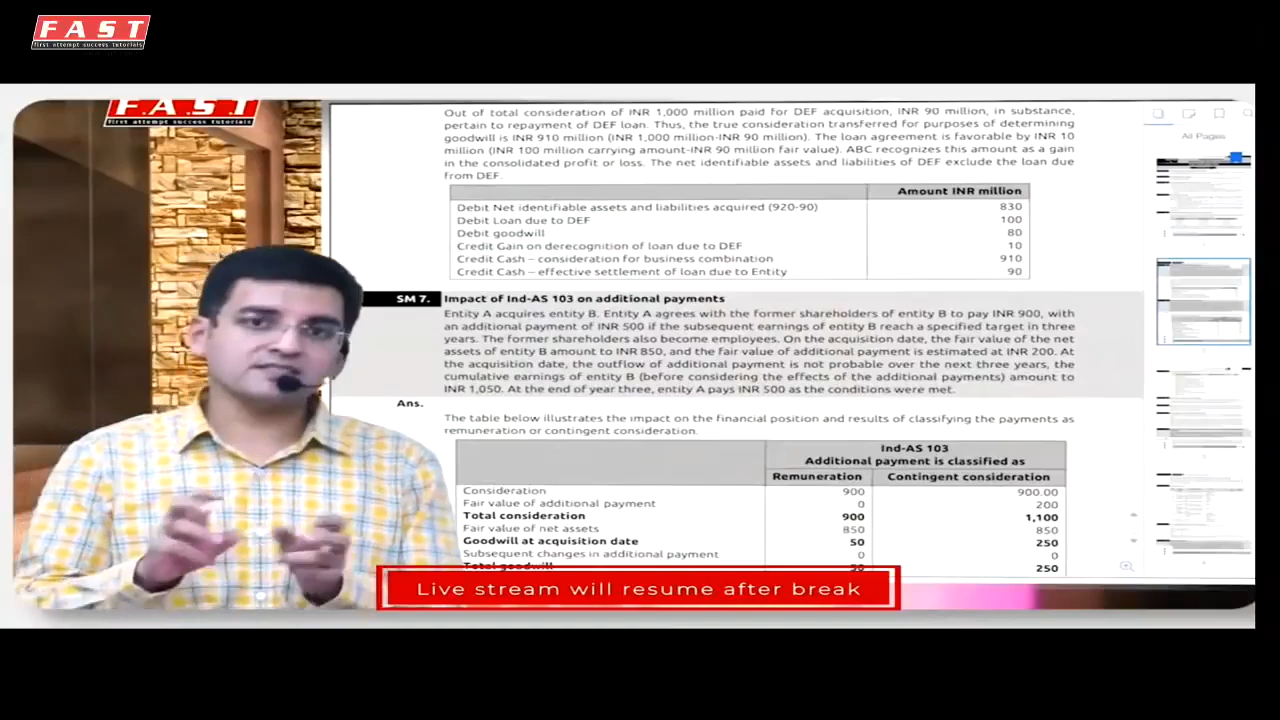 FAST
first attempt success tutorials
F.A.S.T
first attempt success tutorials
Out of total consideration of INR 1,000 million paid for DEF acquisition, INR 90 million, in substance,
pertain to repayment of DEF loan. Thus, the true consideration transferred for purposes of determining
goodwill is INR 910 million (INR 1,000 million-INR 90 million). The loan agreement is favorable by INR 10
million (INR 100 million carrying amount-INR 90 million fair value). ABC recognizes this amount as a gain
in the consolidated profit or loss. The net identifiable assets and liabilities of DEF exclude the loan due
from DEF.
Amount INR million
Debit Net identifiable assets and liabilities acquired (920-90) 830
Debit Loan due to DEF 100
Debit goodwill 80
Credit Gain on derecognition of loan due to DEF 10
Credit Cash – consideration for business combination 910
Credit Cash – effective settlement of loan due to Entity 90
SM 7. Impact of Ind-AS 103 on additional payments
Entity A acquires entity B. Entity A agrees with the former shareholders of entity B to pay INR 900, with
an additional payment of INR 500 if the subsequent earnings of entity B reach a specified target in three
years. The former shareholders also become employees. On the acquisition date, the fair value of the net
assets of entity B amount to INR 850, and the fair value of additional payment is estimated at INR 200. At
the acquisition date, the outflow of additional payment is not probable over the next three years, the
cumulative earnings of entity B (before considering the effects of the additional payments) amount to
INR 1,050. At the end of year three, entity A pays INR 500 as the conditions were met.
Ans.
The table below illustrates the impact on the financial position and results of classifying the payments as
remuneration or contingent consideration.
Ind-AS 103
Additional payment is classified as
Remuneration Contingent consideration
Consideration 900 900.00
Fair value of additional payment 0 200
Total consideration 900 1,100
Fair value of net assets 850 850
Goodwill at acquisition date 50 250
Subsequent changes in additional payment 0 0
Total goodwill 50 250
All Pages
Live stream will resume after break